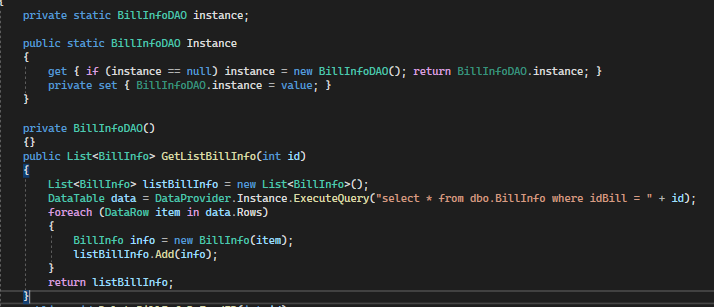 private static BillInfoDAO instance;
public static BillInfoDAO Instance
{
get { if (instance == null) instance = new BillInfoDAO(); return BillInfoDAO.instance; }
private set { BillInfoDAO.instance = value; }
}
private BillInfoDAO()
{}
public List<BillInfo> GetListBillInfo(int id)
{
List<BillInfo> listBillInfo = new List<BillInfo>();
DataTable data = DataProvider.Instance.ExecuteQuery("select * from dbo.BillInfo where idBill = " + id);
foreach (DataRow item in data.Rows)
{
BillInfo info = new BillInfo(item);
listBillInfo.Add(info);
}
return listBillInfo;
}